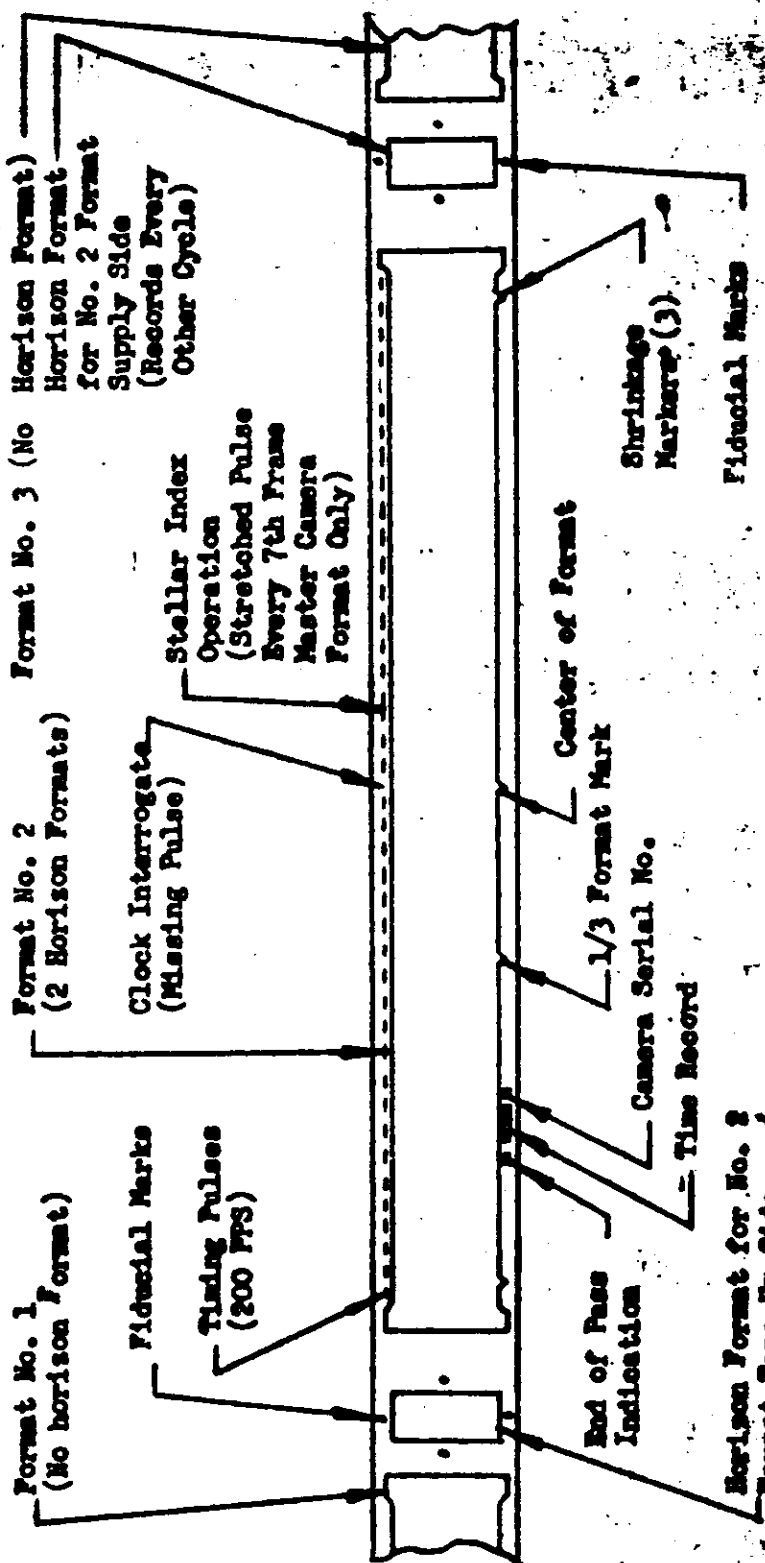 Format No. 1
(No horizon Format)
Fiducial Marks
Timing Pulses
(200 PPS)
Format No. 2
(2 Horizon Formats)
Clock Interrogate
(Missing Pulse)
Stellar Index
Operation
(Stretched Pulse
Every 7th Frame
Master Camera
Format Only)
Format No. 3 (No Horizon Format)
Horizon Format
for No. 2 Format
Supply Side
(Records Every
Other Cycle)
End of Pass
Indication
Horizon Format for No. 2
Time Record
Camera Serial No.
1/3 Format Mark
Center of Format
Shrinkage
Markers (3)
Fiducial Marks